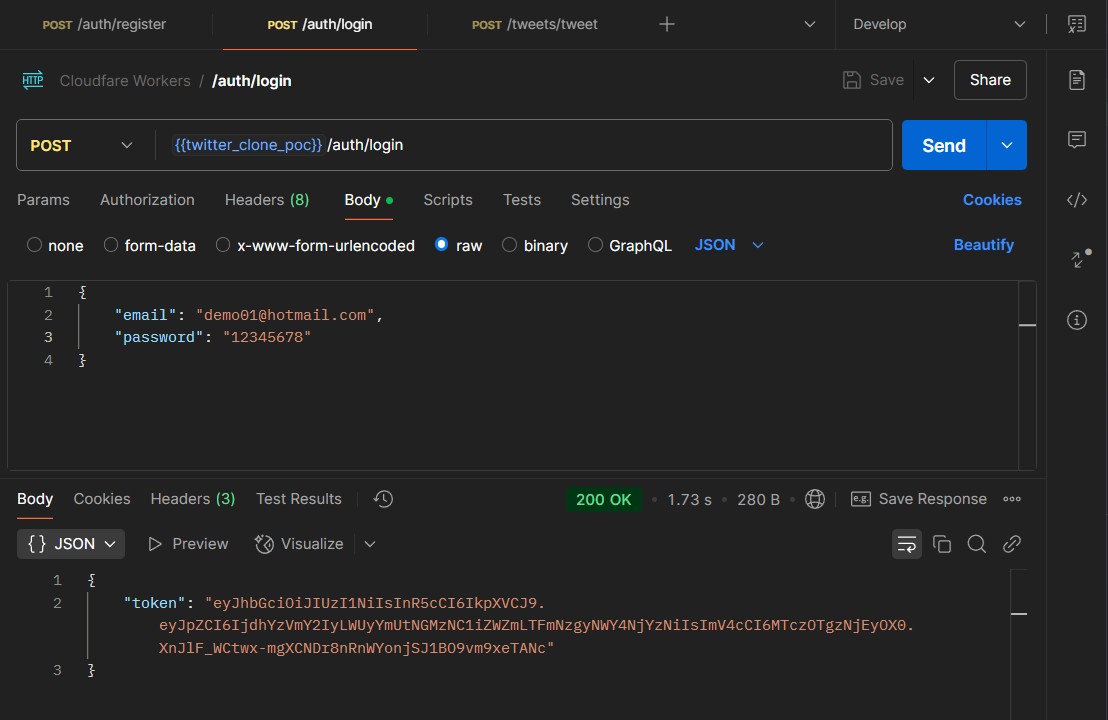 POST /auth/register POST /auth/login POST /tweets/tweet Develop
HTTP Cloudfare Workers / /auth/login Save Share
POST {{twitter_clone_poc}} /auth/login Send
Params Authorization Headers (8) Body Scripts Tests Settings Cookies
none form-data x-www-form-urlencoded raw binary GraphQL JSON Beautify
1 {
2 "email": "demo01@hotmail.com",
3 "password": "12345678"
4 }
Body Cookies Headers (3) Test Results 200 OK • 1.73 s • 280 B • e.g. Save Response
{} JSON Preview Visualize
1 {
2 "token": "eyJhbGciOiJIUzI1NiIsInR5cCI6IkpXVCJ9.
eyJpZCI6IjdhYzVmY2IyLWUyYmUtNGMzNC1iZWZmLTFmNzgyNWY4NjYzNiIsImV4cCI6MTczOTgzNjEyOX0.
XnJlF_WCtwx-mgXCNDr8nRnWYonjSJ1BO9vm9xeTANc"
3 }